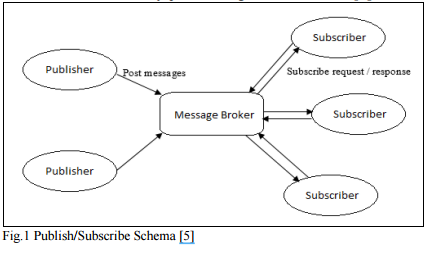 Subscriber
Publisher
Post messages
Subscribe request / response
Message Broker
Subscriber
Publisher
Subscriber
Fig.1 Publish/Subscribe Schema [5]